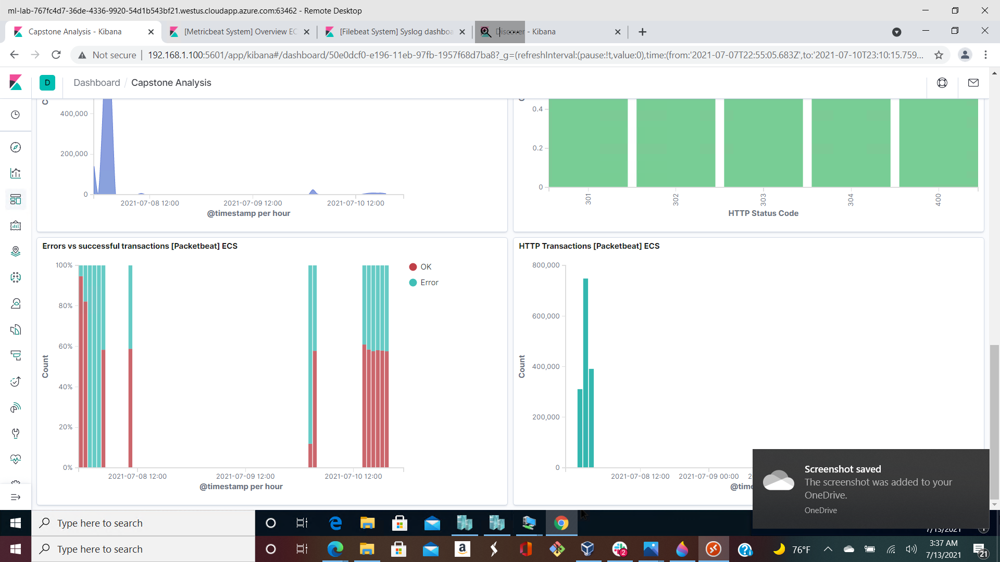 ml-lab-767fc4d7-36de-4336-9920-54d1b543bf21.westus.cloudapp.azure.com:63462 - Remote Desktop
Capstone Analysis - Kibana
[Metricbeat System] Overview EC
[Filebeat System] Syslog dashboa
Discover - Kibana
Not secure
192.168.1.100:5601/app/kibana#/dashboard/50e0dcf0-e196-11eb-97fb-1957f68d7ba8?_g=(refreshInterval:(pause:!t,value:0),time:(from:'2021-07-07T22:55:05.683Z',to:'2021-07-10T23:10:15.759...
D
Dashboard / Capstone Analysis
400,000
200,000
0
2021-07-08 12:00
2021-07-09 12:00
2021-07-10 12:00
@timestamp per hour
0.4
0.2
0
301
302
303
304
400
HTTP Status Code
Errors vs successful transactions [Packetbeat] ECS
100%
80%
60%
40%
20%
0%
Count
2021-07-08 12:00
2021-07-09 12:00
2021-07-10 12:00
@timestamp per hour
OK
Error
HTTP Transactions [Packetbeat] ECS
800,000
600,000
400,000
200,000
0
Count
2021-07-08 12:00
2021-07-09 00:00
@time
Screenshot saved
The screenshot was added to your
OneDrive.
OneDrive
Type here to search
7/13/2021
Type here to search
2
76°F
3:37 AM
7/13/2021
21